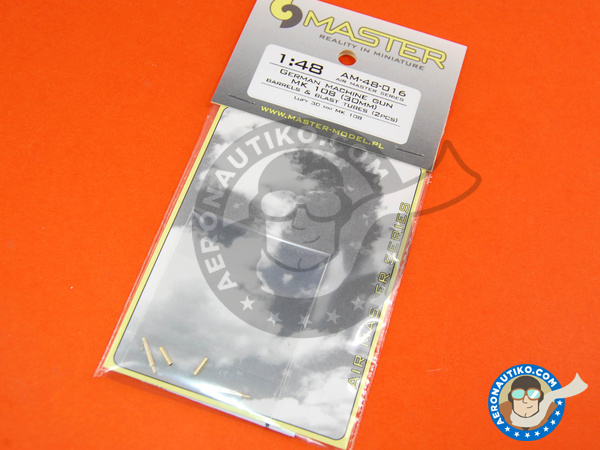 MASTER
REALITY IN MINIATURE
1:48 AM-48-016
AIR MASTER SERIES
GERMAN MACHINE GUN
MK 108 (30MM)
BARRELS & BLAST TUBES (2PCS)
LUFY 30 MM MK 108
WWW.MASTER-MODEL.PL
AERONAUTIKO.COM
AIR MASTER SERIES
AERONAUTIKO.COM